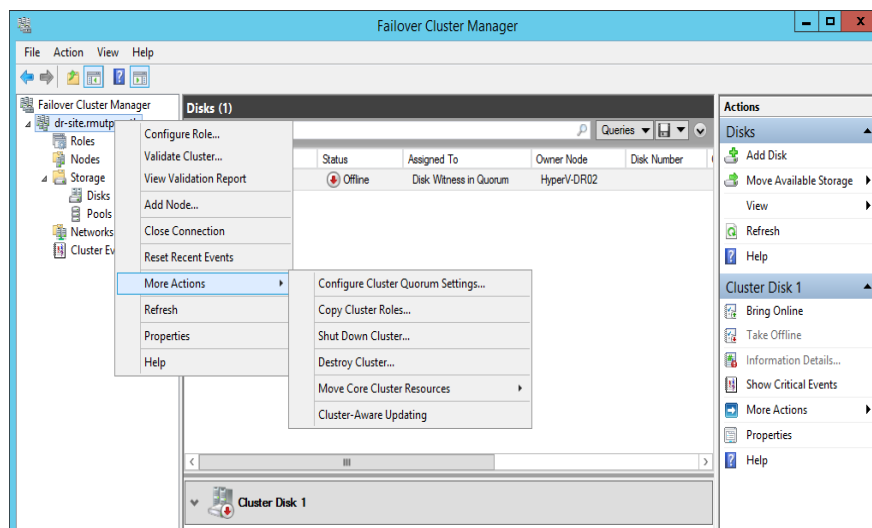 Failover Cluster Manager
File Action View Help
Failover Cluster Manager
dr-site.rmutp
Roles
Nodes
Storage
Disks
Pools
Networks
Cluster Ev
Disks (1)
Queries
Status Assigned To Owner Node Disk Number
Offline Disk Witness in Quorum HyperV-DR02
Configure Role...
Validate Cluster...
View Validation Report
Add Node...
Close Connection
Reset Recent Events
More Actions
Refresh
Properties
Help
Configure Cluster Quorum Settings...
Copy Cluster Roles...
Shut Down Cluster...
Destroy Cluster...
Move Core Cluster Resources
Cluster-Aware Updating
Cluster Disk 1
Actions
Disks
Add Disk
Move Available Storage
View
Refresh
Help
Cluster Disk 1
Bring Online
Take Offline
Information Details...
Show Critical Events
More Actions
Properties
Help